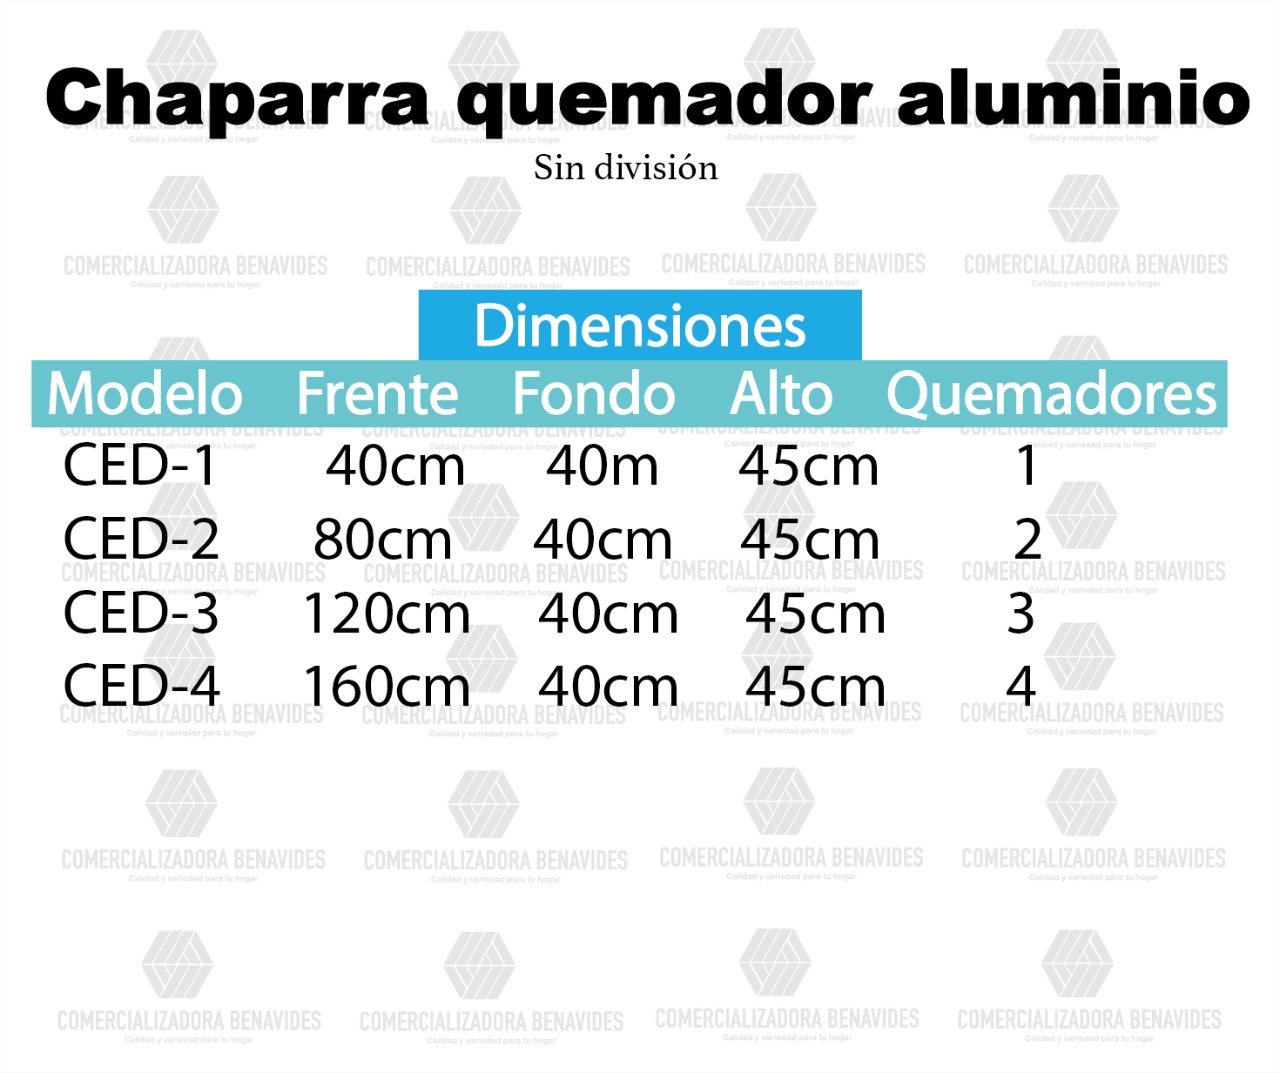 Chaparra quemador aluminio
Sin división
Dimensiones
Modelo Frente Fondo Alto Quemadores
CED-1 40cm 40m 45cm 1
CED-2 80cm 40cm 45cm 2
CED-3 120cm 40cm 45cm 3
CED-4 160cm 40cm 45cm 4
COMERCIALIZADORA BENAVIDES
Calidad y variedad para tu hogar